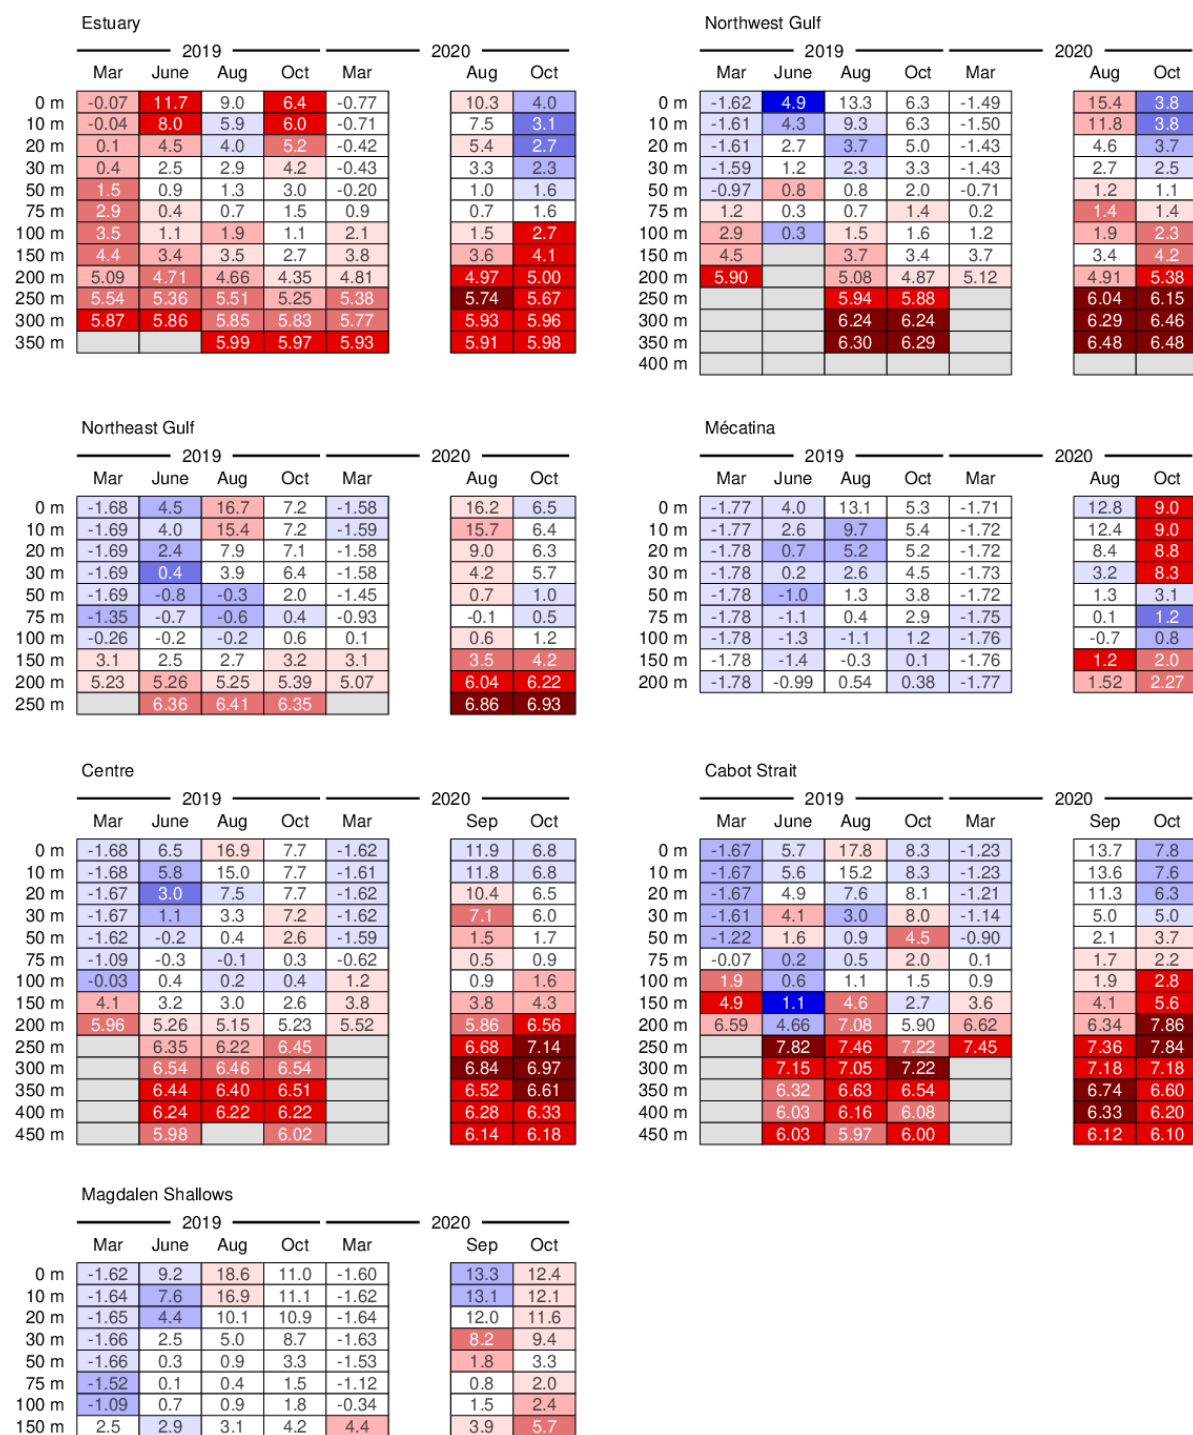 Estuary
2019 2020
Mar June Aug Oct Mar Aug Oct
0 m -0.07 11.7 9.0 6.4 -0.77 10.3 4.0
10 m -0.04 8.0 5.9 6.0 -0.71 7.5 3.1
20 m 0.1 4.5 4.0 5.2 -0.42 5.4 2.7
30 m 0.4 2.5 2.9 4.2 -0.43 3.3 2.3
50 m 1.5 0.9 1.3 3.0 -0.20 1.0 1.6
75 m 2.9 0.4 0.7 1.5 0.9 0.7 1.6
100 m 3.5 1.1 1.9 1.1 2.1 1.5 2.7
150 m 4.4 3.4 3.5 2.7 3.8 3.6 4.1
200 m 5.09 4.71 4.66 4.35 4.81 4.97 5.00
250 m 5.54 5.36 5.51 5.25 5.38 5.74 5.67
300 m 5.87 5.86 5.85 5.83 5.77 5.93 5.96
350 m 5.99 5.97 5.93 5.91 5.98
Northwest Gulf
2019 2020
Mar June Aug Oct Mar Aug Oct
0 m -1.62 4.9 13.3 6.3 -1.49 15.4 3.8
10 m -1.61 4.3 9.3 6.3 -1.50 11.8 3.8
20 m -1.61 2.7 3.7 5.0 -1.43 4.6 3.7
30 m -1.59 1.2 2.3 3.3 -1.43 2.7 2.5
50 m -0.97 0.8 0.8 2.0 -0.71 1.2 1.1
75 m 1.2 0.3 0.7 1.4 0.2 1.4 1.4
100 m 2.9 0.3 1.5 1.6 1.2 1.9 2.3
150 m 4.5 3.7 3.4 3.7 3.4 4.2
200 m 5.90 5.08 4.87 5.12 4.91 5.38
250 m 5.94 5.88 6.04 6.15
300 m 6.24 6.24 6.29 6.46
350 m 6.30 6.29 6.48 6.48
400 m
Northeast Gulf
2019 2020
Mar June Aug Oct Mar Aug Oct
0 m -1.68 4.5 16.7 7.2 -1.58 16.2 6.5
10 m -1.69 4.0 15.4 7.2 -1.59 15.7 6.4
20 m -1.69 2.4 7.9 7.1 -1.58 9.0 6.3
30 m -1.69 0.4 3.9 6.4 -1.58 4.2 5.7
50 m -1.69 -0.8 -0.3 2.0 -1.45 0.7 1.0
75 m -1.35 -0.7 -0.6 0.4 -0.93 -0.1 0.5
100 m -0.26 -0.2 -0.2 0.6 0.1 0.6 1.2
150 m 3.1 2.5 2.7 3.2 3.1 3.5 4.2
200 m 5.23 5.26 5.25 5.39 5.07 6.04 6.22
250 m 6.36 6.41 6.35 6.86 6.93
Mécatina
2019 2020
Mar June Aug Oct Mar Aug Oct
0 m -1.77 4.0 13.1 5.3 -1.71 12.8 9.0
10 m -1.77 2.6 9.7 5.4 -1.72 12.4 9.0
20 m -1.78 0.7 5.2 5.2 -1.72 8.4 8.8
30 m -1.78 0.2 2.6 4.5 -1.73 3.2 8.3
50 m -1.78 -1.0 1.3 3.8 -1.72 1.3 3.1
75 m -1.78 -1.1 0.4 2.9 -1.75 0.1 1.2
100 m -1.78 -1.3 -1.1 1.2 -1.76 -0.7 0.8
150 m -1.78 -1.4 -0.3 0.1 -1.76 1.2 2.0
200 m -1.78 -0.99 0.54 0.38 -1.77 1.52 2.27
Centre
2019 2020
Mar June Aug Oct Mar Sep Oct
0 m -1.68 6.5 16.9 7.7 -1.62 11.9 6.8
10 m -1.68 5.8 15.0 7.7 -1.61 11.8 6.8
20 m -1.67 3.0 7.5 7.7 -1.62 10.4 6.5
30 m -1.67 1.1 3.3 7.2 -1.62 7.1 6.0
50 m -1.62 -0.2 0.4 2.6 -1.59 1.5 1.7
75 m -1.09 -0.3 -0.1 0.3 -0.62 0.5 0.9
100 m -0.03 0.4 0.2 0.4 1.2 0.9 1.6
150 m 4.1 3.2 3.0 2.6 3.8 3.8 4.3
200 m 5.96 5.26 5.15 5.23 5.52 5.86 6.56
250 m 6.35 6.22 6.45 6.68 7.14
300 m 6.54 6.46 6.54 6.84 6.97
350 m 6.44 6.40 6.51 6.52 6.61
400 m 6.24 6.22 6.22 6.28 6.33
450 m 5.98 6.02 6.14 6.18
Cabot Strait
2019 2020
Mar June Aug Oct Mar Sep Oct
0 m -1.67 5.7 17.8 8.3 -1.23 13.7 7.8
10 m -1.67 5.6 15.2 8.3 -1.23 13.6 7.6
20 m -1.67 4.9 7.6 8.1 -1.21 11.3 6.3
30 m -1.61 4.1 3.0 8.0 -1.14 5.0 5.0
50 m -1.22 1.6 0.9 4.5 -0.90 2.1 3.7
75 m -0.07 0.2 0.5 2.0 0.1 1.7 2.2
100 m 1.9 0.6 1.1 1.5 0.9 1.9 2.8
150 m 4.9 1.1 4.6 2.7 3.6 4.1 5.6
200 m 6.59 4.66 7.08 5.90 6.62 6.34 7.86
250 m 7.82 7.46 7.22 7.45 7.36 7.84
300 m 7.15 7.05 7.22 7.18 7.18
350 m 6.32 6.63 6.54 6.74 6.60
400 m 6.03 6.16 6.08 6.33 6.20
450 m 6.03 5.97 6.00 6.12 6.10
Magdalen Shallows
2019 2020
Mar June Aug Oct Mar Sep Oct
0 m -1.62 9.2 18.6 11.0 -1.60 13.3 12.4
10 m -1.64 7.6 16.9 11.1 -1.62 13.1 12.1
20 m -1.65 4.4 10.1 10.9 -1.64 12.0 11.6
30 m -1.66 2.5 5.0 8.7 -1.63 8.2 9.4
50 m -1.66 0.3 0.9 3.3 -1.53 1.8 3.3
75 m -1.52 0.1 0.4 1.5 -1.12 0.8 2.0
100 m -1.09 0.7 0.9 1.8 -0.34 1.5 2.4
150 m 2.5 2.9 3.1 4.2 4.4 3.9 5.7